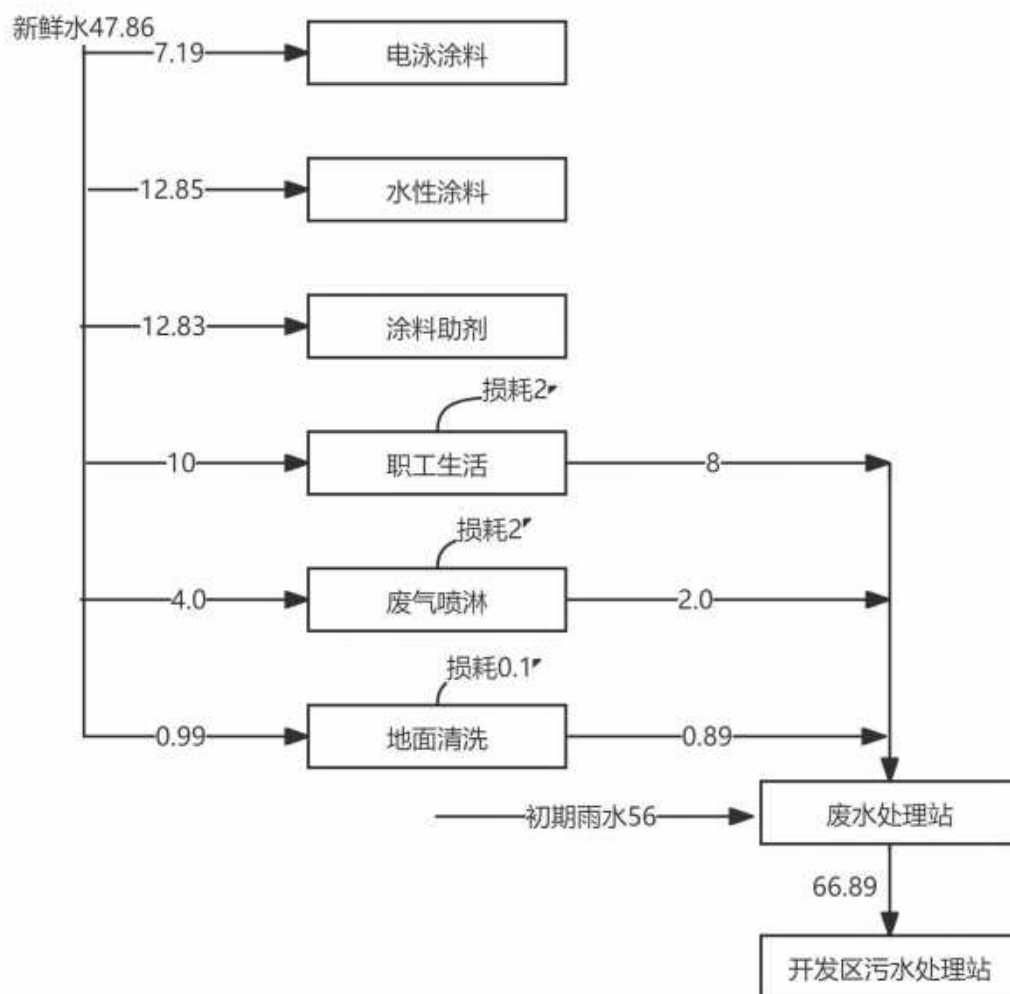 新鲜水47.86
7.19
电泳涂料
12.85
水性涂料
12.83
涂料助剂
损耗2
10
职工生活
8
损耗2
4.0
废气喷淋
2.0
损耗0.1
0.99
地面清洗
0.89
初期雨水56
废水处理站
66.89
开发区污水处理站